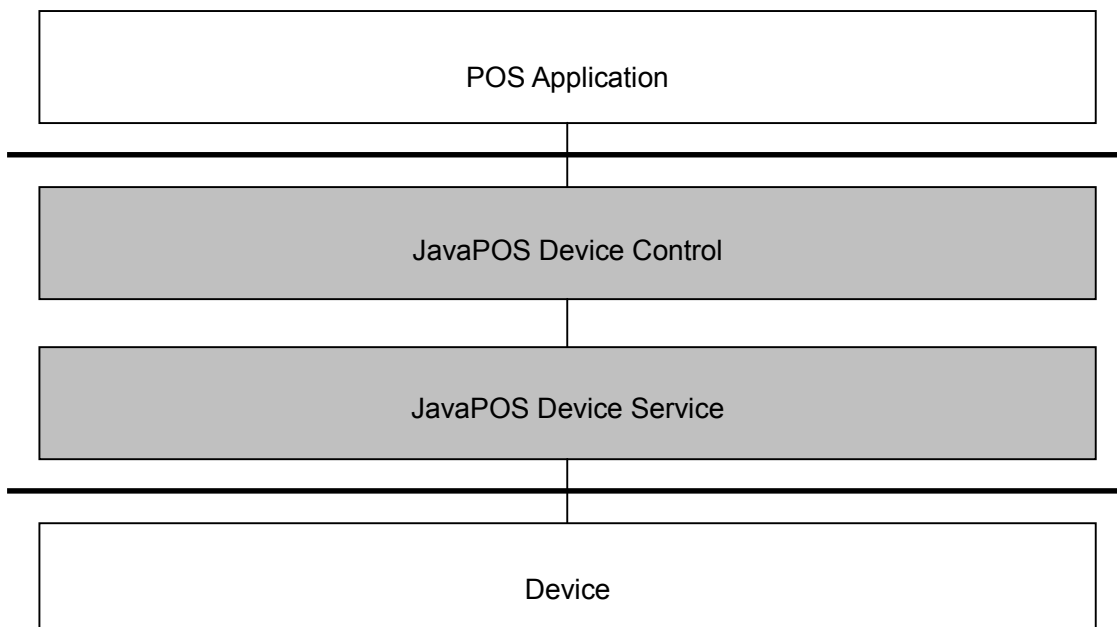 POS Application
JavaPOS Device Control
JavaPOS Device Service
Device